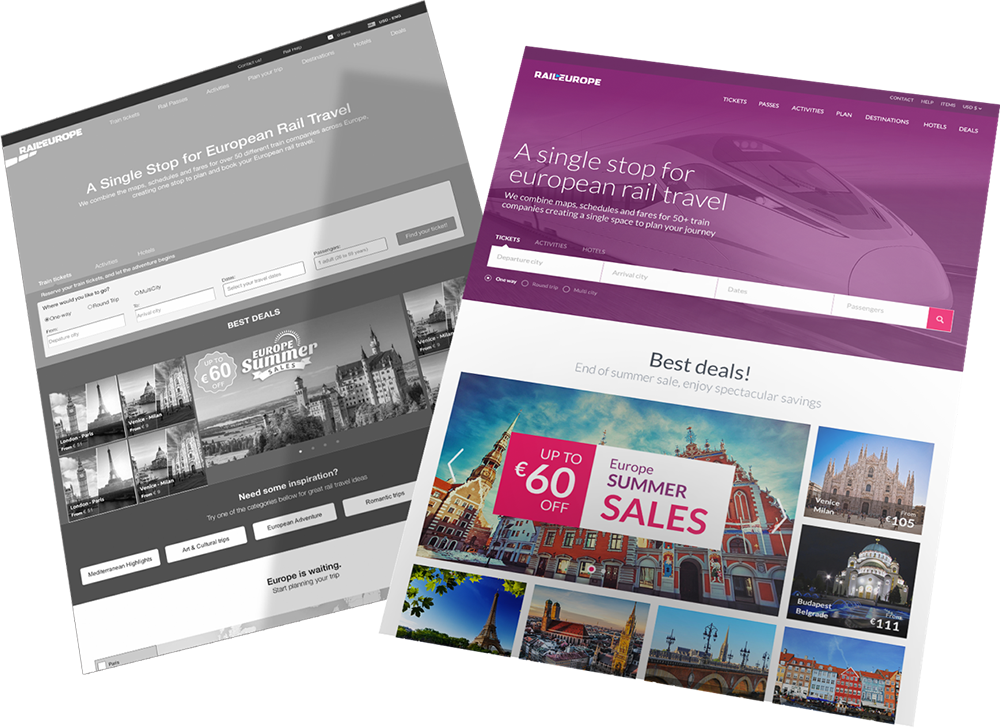 USD - ENG
0 items
Rail Help
Contact us!
Deals
Hotels
Destinations
Plan your trip
Activities
Rail Passes
Train tickets
RAILEUROPE
A Single Stop for European Rail Travel
We combine the maps, schedules and fares for over 50 different train companies across Europe,
creating one stop to plan and book your European rail travel.
Train tickets
Activities
Hotels
Reserve your train tickets, and let the adventure begin
Where would you like to go?
One-way
Round Trip
MultiCity
From:
Departure city
To:
Arrival city
Dates:
Select your travel dates
Passengers:
1 adult (26 to 59 years)
Find your ticket!
BEST DEALS
London - Paris
From € 51
Venice - Milan
From € 8
London - Paris
From € 51
Venice - Milan
From € 8
UP TO
€60
OFF
EUROPE
Summer
SALES
Venice - Milan
From € 8
Need some inspiration?
Try one of the categories bellow for great rail travel ideas
Mediterranean Highlights
Art & Cultural trips
European Adventure
Romantic trips
Europe is waiting.
Start planning your trip
Paris
RAILEUROPE
CONTACT HELP ITEMS USD $
TICKETS PASSES ACTIVITIES PLAN DESTINATIONS HOTELS DEALS
A single stop for
european rail travel
We combine maps, schedules and fares for 50+ train
companies creating a single space to plan your journey
TICKETS ACTIVITIES HOTELS
Departure city
Arrival city
Dates
Passengers
One way Round trip Multi city
Best deals!
End of summer sale, enjoy spectacular savings
UP TO
€60
OFF
Europe
SUMMER
SALES
Venice
Milan
From
€105
Budapest
Belgrade
From
€111